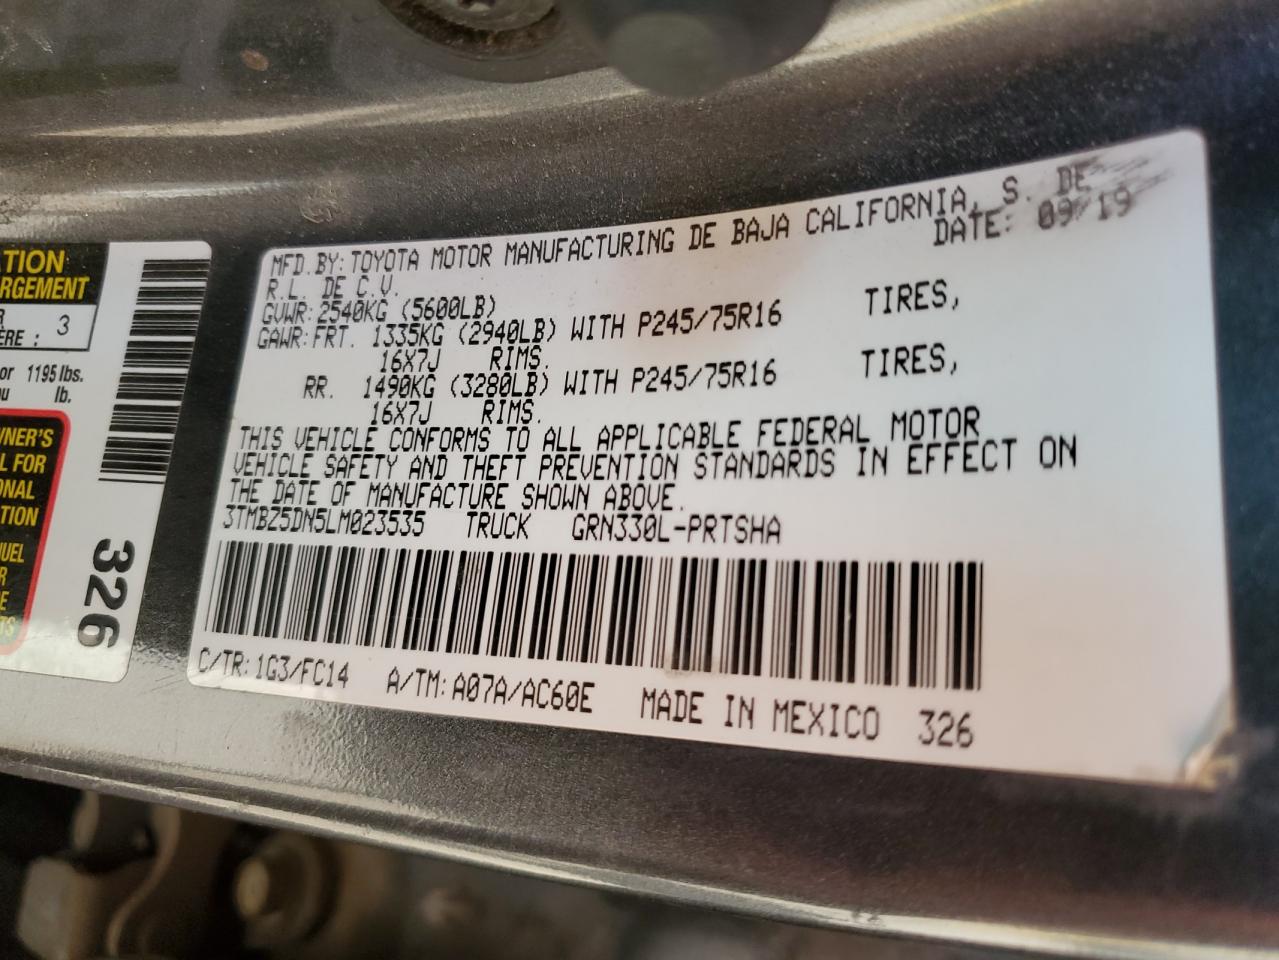 MFD. BY: TOYOTA MOTOR MANUFACTURING DE BAJA CALIFORNIA, S. DE
R.L. DE C.V. DATE: 09/19
GVWR: 2540KG (5600LB)
GAWR: FRT. 1335KG (2940LB) WITH P245/75R16 TIRES,
16X7J RIMS.
RR. 1490KG (3280LB) WITH P245/75R16 TIRES,
16X7J RIMS.
THIS VEHICLE CONFORMS TO ALL APPLICABLE FEDERAL MOTOR
VEHICLE SAFETY AND THEFT PREVENTION STANDARDS IN EFFECT ON
THE DATE OF MANUFACTURE SHOWN ABOVE.
3TMBZ5DN5LM023535 TRUCK GRN330L-PRTSHA
C/TR: 1G3/FC14 A/TM: A07A/AC60E MADE IN MEXICO 326
3
or 1195 lbs.
lb.
L FOR
326